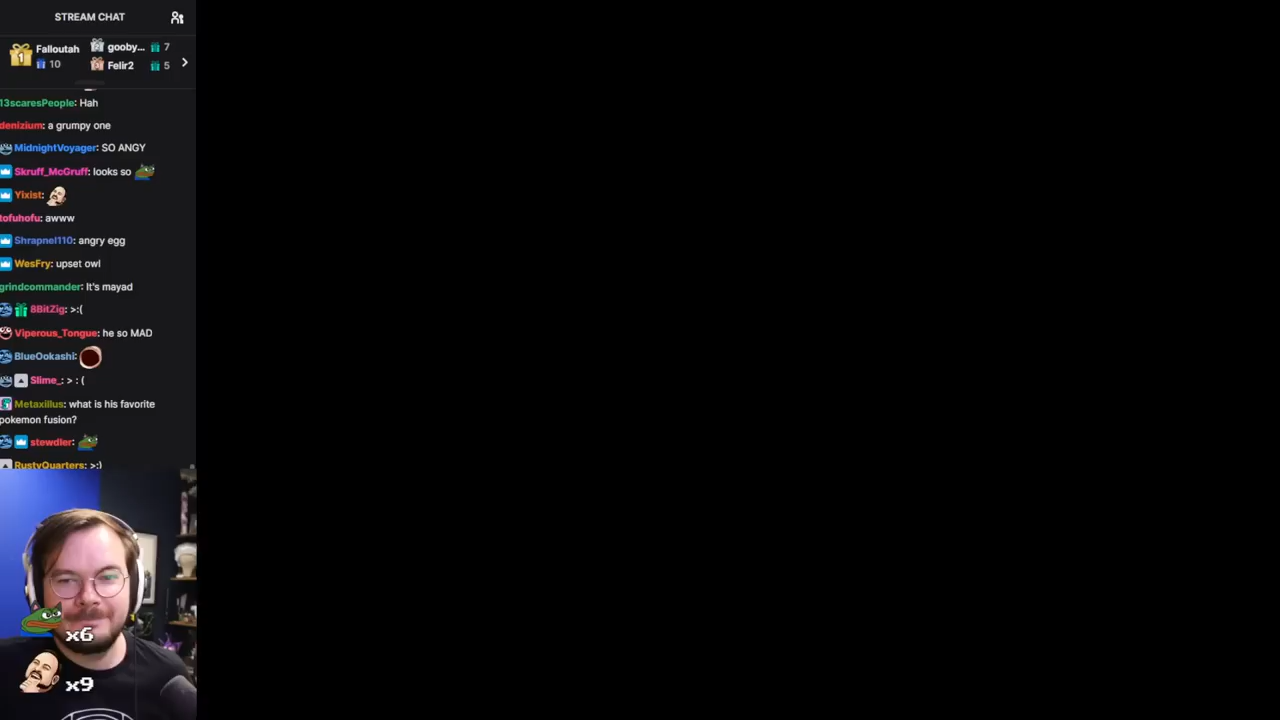 STREAM CHAT
Falloutah
10
gooby... 7
Felir2 5
13scaresPeople: Hah
denizium: a grumpy one
MidnightVoyager: SO ANGY
Skruff_McGruff: looks so
Yixist:
tofuhofu: awww
Shrapnel110: angry egg
WesFry: upset owl
grindcommander: It's mayad
8BitZig: >:(
Viperous_Tongue: he so MAD
BlueOokashi:
Slime_: > : (
Metaxillus: what is his favorite
pokemon fusion?
stewdler:
RustyQuarters: >:)
x6
x9